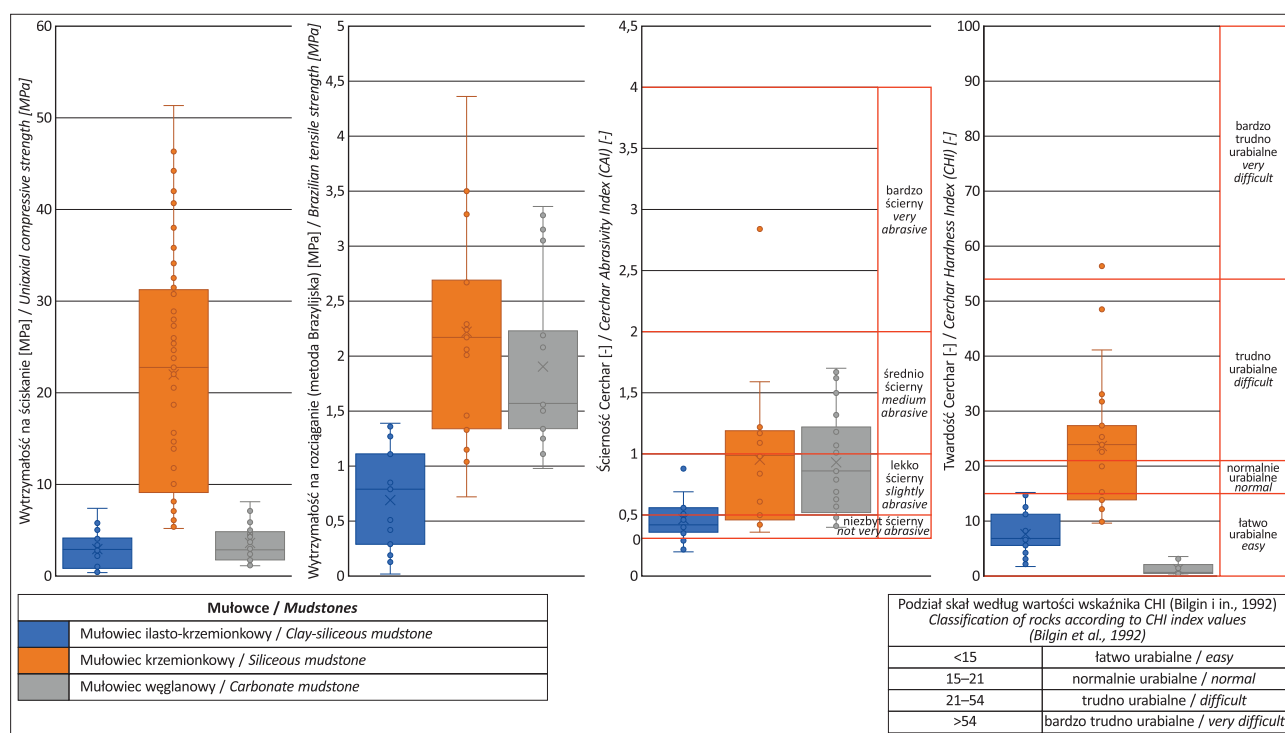 Wytrzymałość na ściskanie [MPa] / Uniaxial compressive strength [MPa]
60
50
40
30
20
10
0
Wytrzymałość na rozciąganie (metoda Brazylijska) [MPa] / Brazilian tensile strength [MPa]
5
4,5
4
3,5
3
2,5
2
1,5
1
0,5
0
Ścierność Cerchar [-] / Cerchar Abrasivity Index (CAI) [-]
4,5
4
3,5
3
2,5
2
1,5
1
0,5
0
0
bardzo
ścierny
very
abrasive
średnio
ścierny
medium
abrasive
lekko
ścierny
slightly
abrasive
niezbyt ścierny
not very abrasive
Twardość Cerchar [-] / Cerchar Hardness Index (CHI) [-]
100
90
80
70
60
50
40
30
20
10
0
bardzo
trudno
urabialne
very
difficult
trudno
urabialne
difficult
normalnie
urabialne
normal
łatwo
urabialne
easy
Mułowce / Mudstones
Mułowiec ilasto-krzemionkowy / Clay-siliceous mudstone
Mułowiec krzemionkowy / Siliceous mudstone
Mułowiec węglanowy / Carbonate mudstone
Podział skał według wartości wskaźnika CHI (Bilgin i in., 1992)
Classification of rocks according to CHI index values
(Bilgin et al., 1992)
<15 łatwo urabialne / easy
15–21 normalnie urabialne / normal
21–54 trudno urabialne / difficult
>54 bardzo trudno urabialne / very difficult